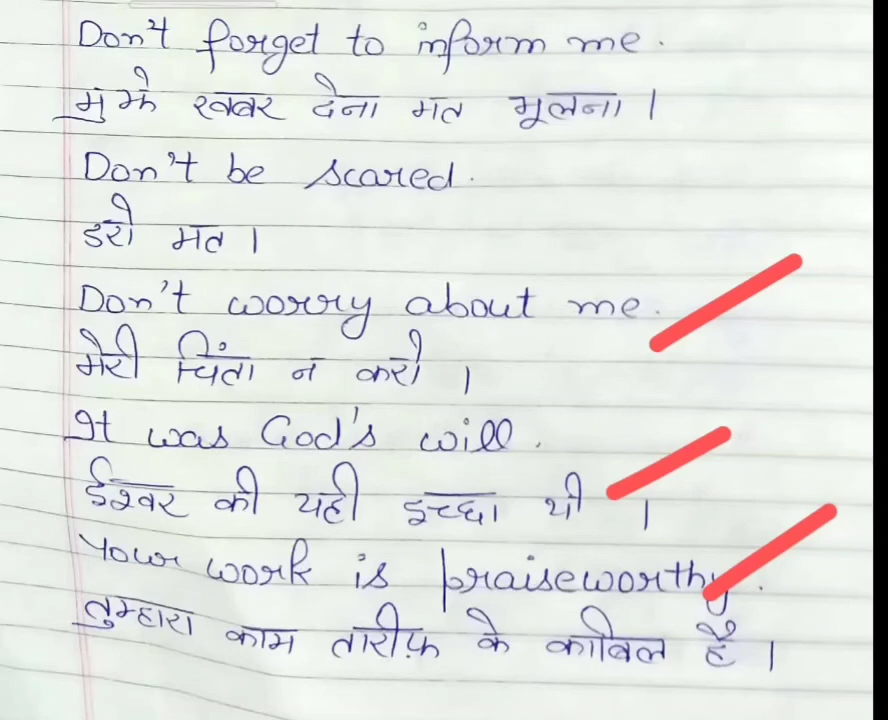 Don't forget to inform me.
मुझे खबर देना मत भूलना।
Don't be scared.
डरो मत।
Don't worry about me.
मेरी चिंता न करो।
It was God's will.
ईश्वर की यही इच्छा थी।
Your work is praiseworthy.
तुम्हारा काम तारीफ़ के काबिल है।